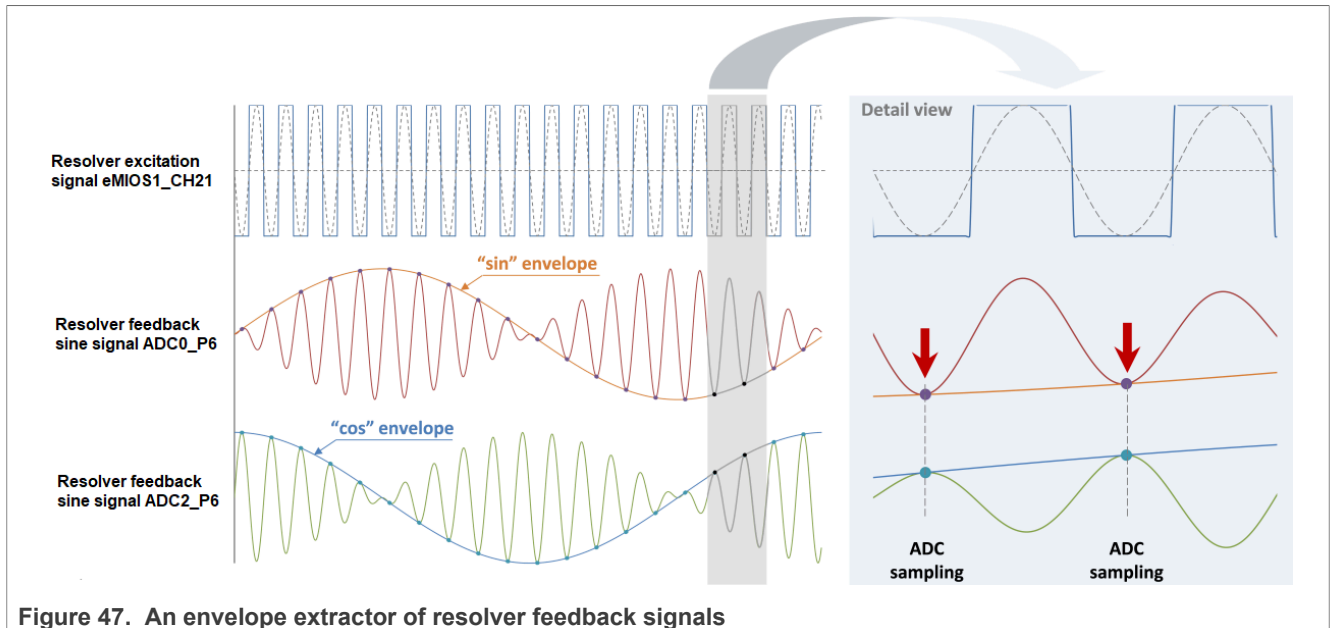 Detail view
Resolver excitation
signal eMIOS1_CH21
"sin" envelope
Resolver feedback
sine signal ADC0_P6
"cos" envelope
Resolver feedback
sine signal ADC2_P6
ADC
sampling
ADC
sampling
Figure 47. An envelope extractor of resolver feedback signals